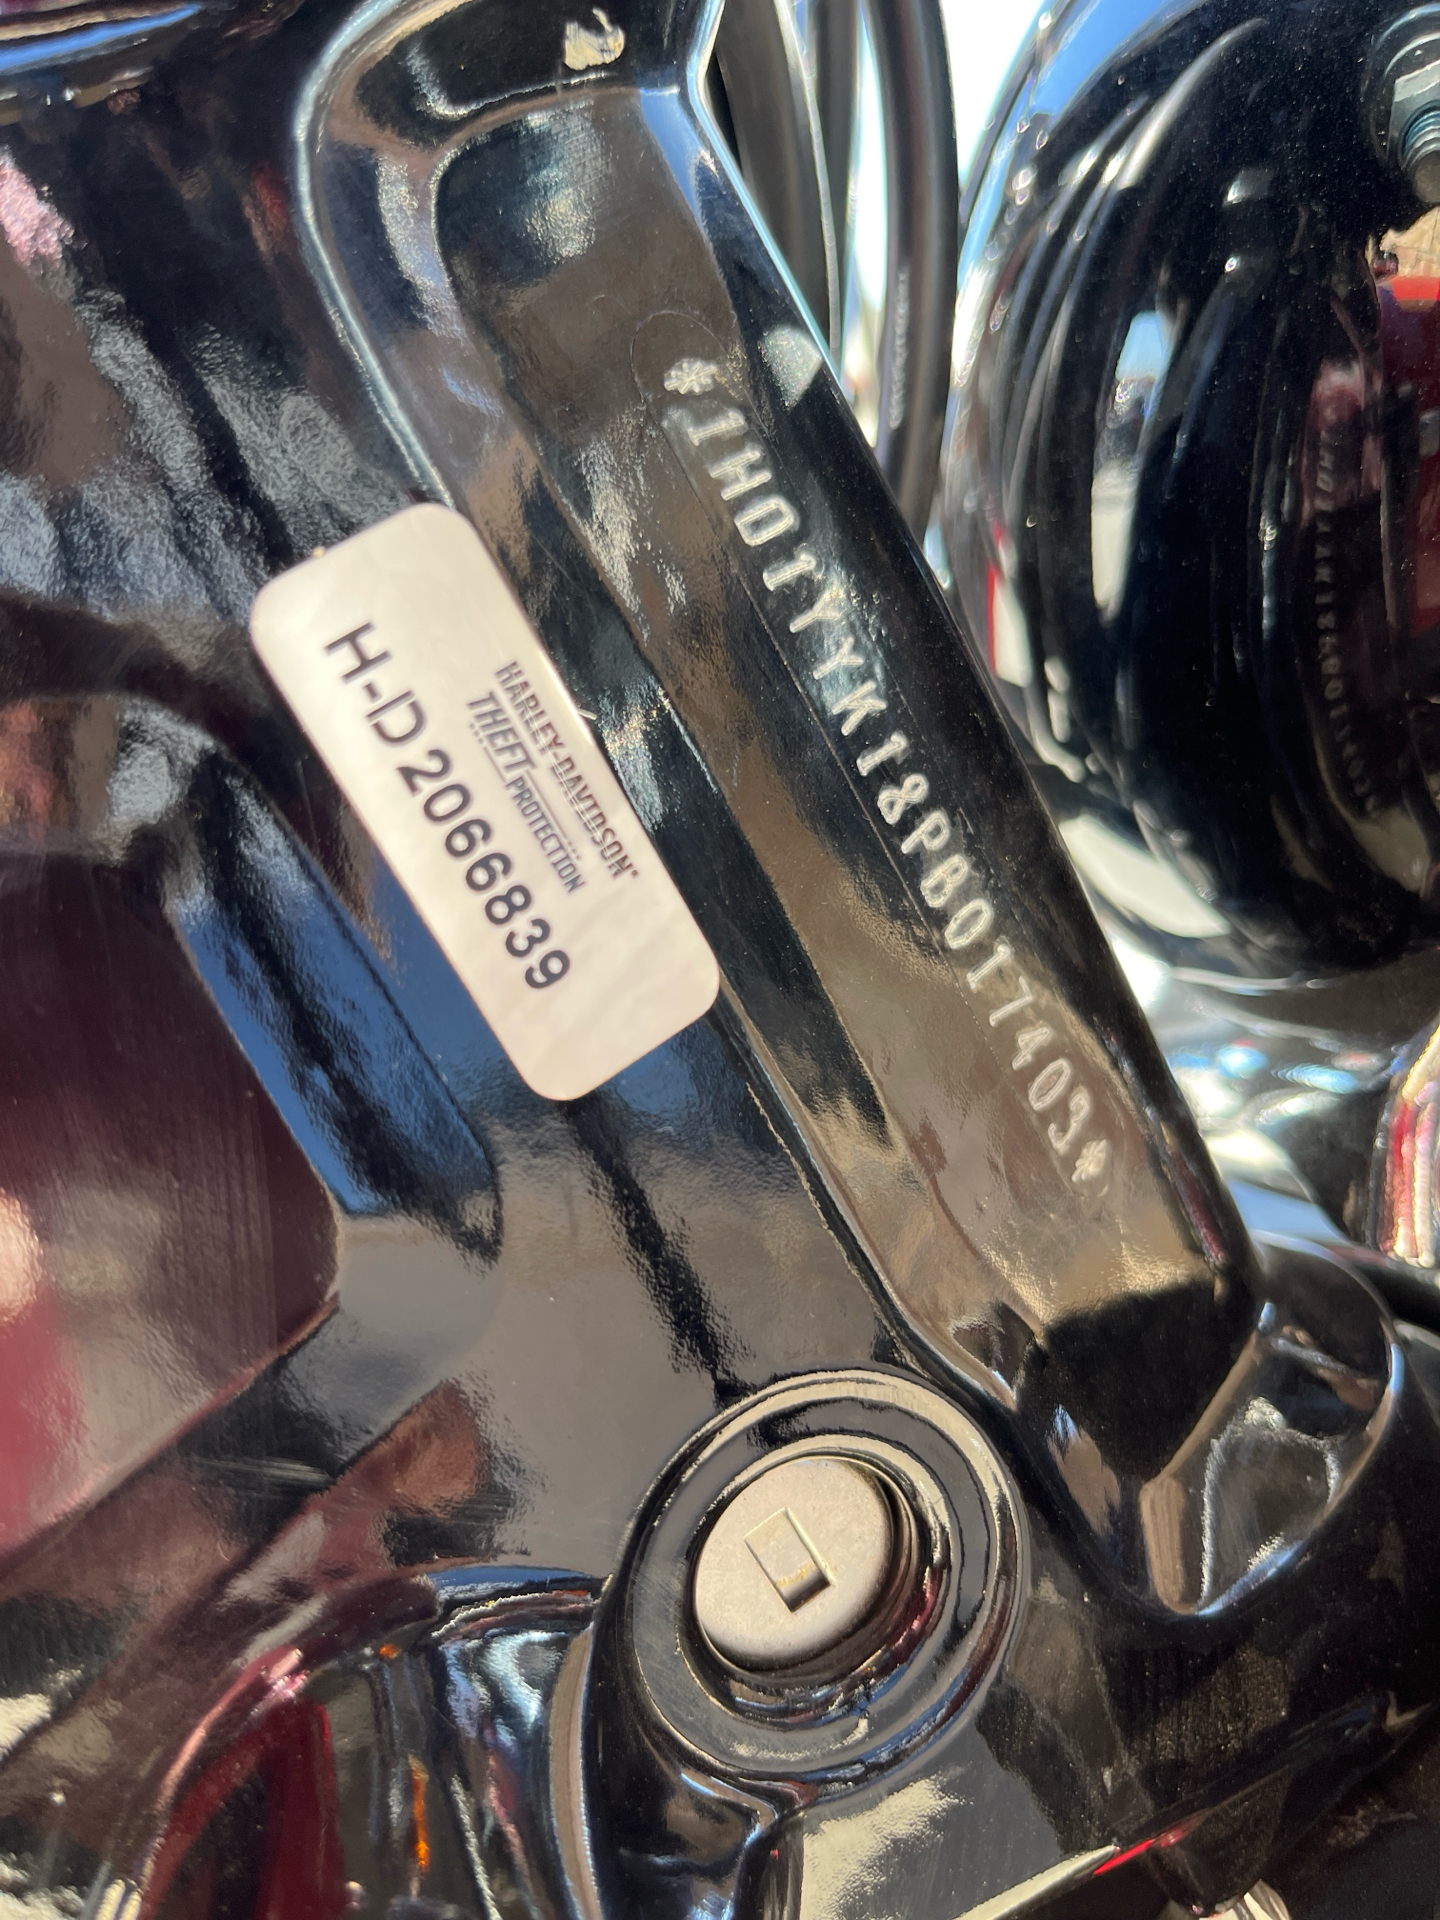 *1HD1YYK18PB017403*
HARLEY-DAVIDSON®
THEFT PROTECTION
H-D2066839